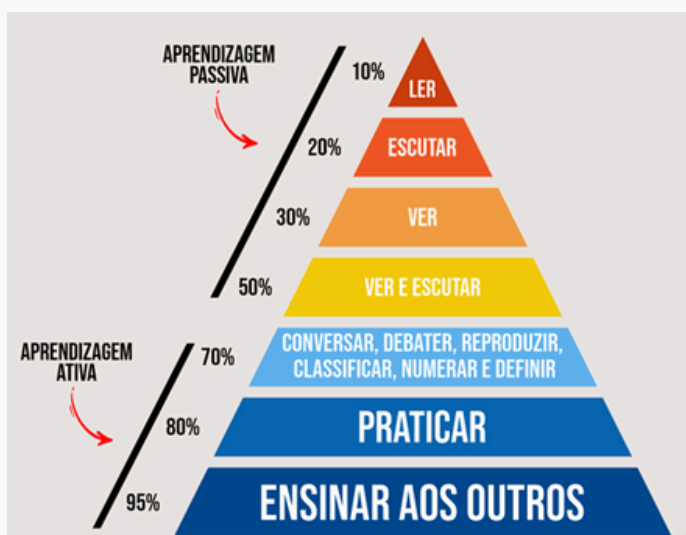 APRENDIZAGEM
PASSIVA
10%
LER
20%
ESCUTAR
30%
VER
50%
VER E ESCUTAR
APRENDIZAGEM
ATIVA
70%
CONVERSAR, DEBATER, REPRODUZIR,
CLASSIFICAR, NUMERAR E DEFINIR
80%
PRATICAR
95%
ENSINAR AOS OUTROS